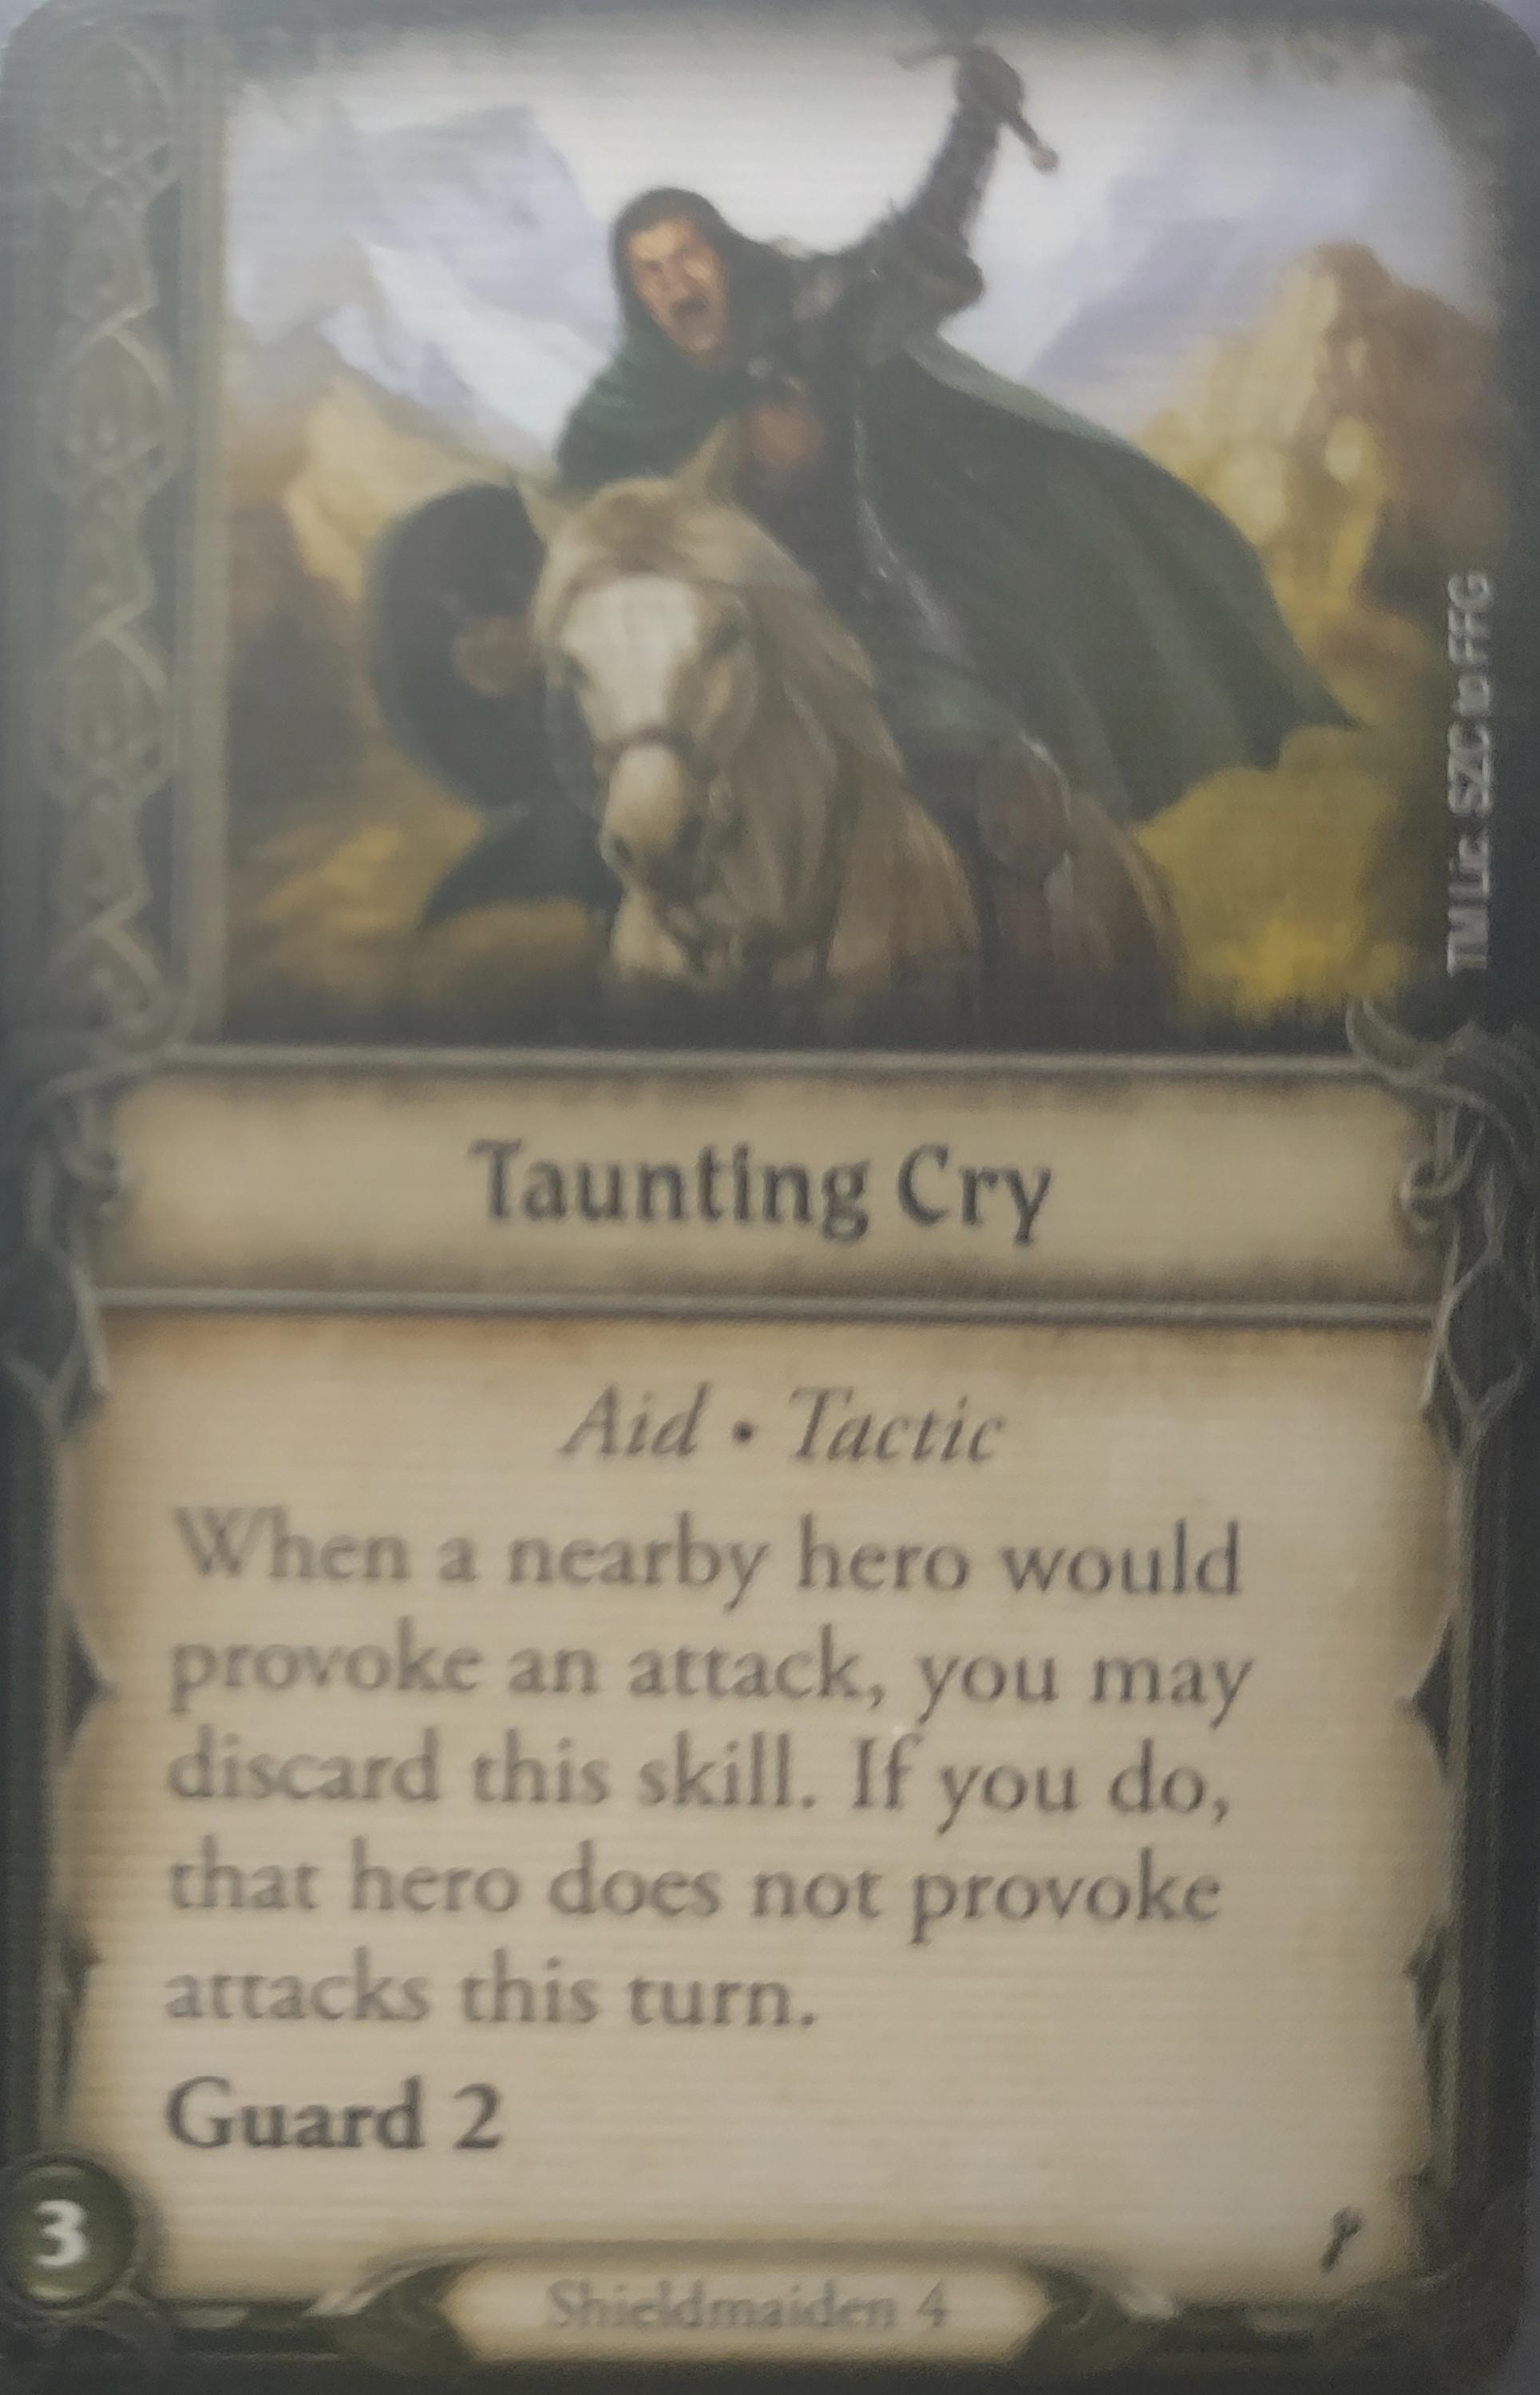 TM Lic. SZC to FFG
Taunting Cry
Aid • Tactic
When a nearby hero would
provoke an attack, you may
discard this skill. If you do,
that hero does not provoke
attacks this turn.
Guard 2
3
Shieldmaiden 4